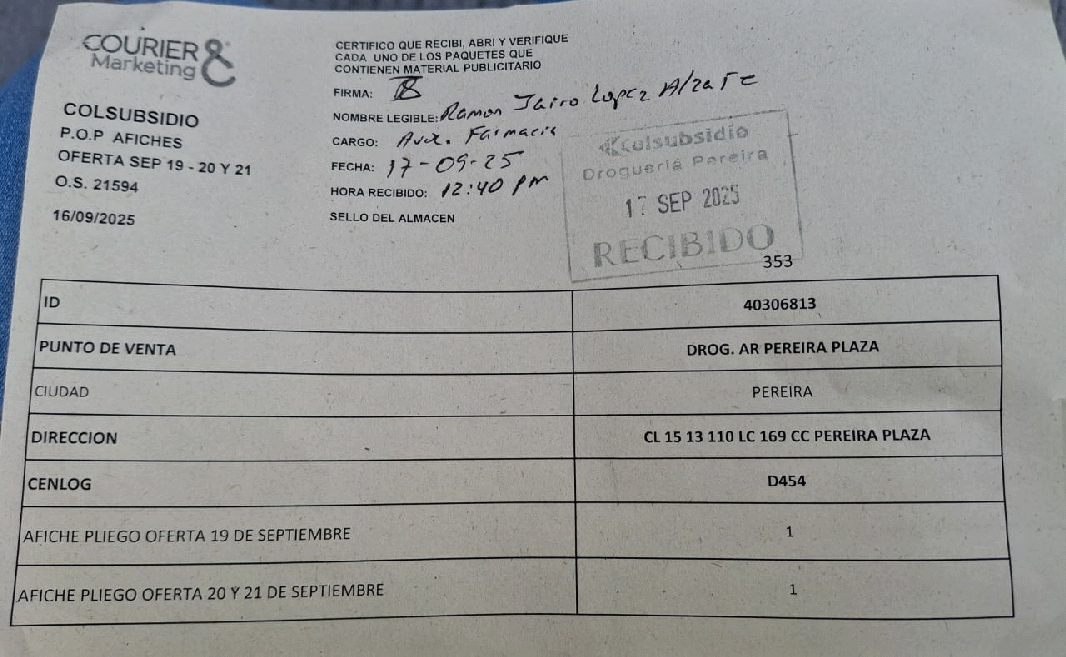 COURIER &
Marketing
COLSUBSIDIO
P.O.P AFICHES
OFERTA SEP 19 - 20 Y 21
O.S. 21594
16/09/2025
CERTIFICO QUE RECIBI, ABRI Y VERIFIQUE
CADA UNO DE LOS PAQUETES QUE
CONTIENEN MATERIAL PUBLICITARIO
FIRMA:
NOMBRE LEGIBLE: Ramon Jairo Lopez Alzate
CARGO: Aux. Farmacia
FECHA: 17-09-25
HORA RECIBIDO: 12:40 pm
SELLO DEL ALMACEN
Colsubsidio
Drogueria Pereira
17 SEP 2025
RECIBIDO
353
ID 40306813
PUNTO DE VENTA DROG. AR PEREIRA PLAZA
CIUDAD PEREIRA
DIRECCION CL 15 13 110 LC 169 CC PEREIRA PLAZA
CENLOG D454
AFICHE PLIEGO OFERTA 19 DE SEPTIEMBRE 1
AFICHE PLIEGO OFERTA 20 Y 21 DE SEPTIEMBRE 1